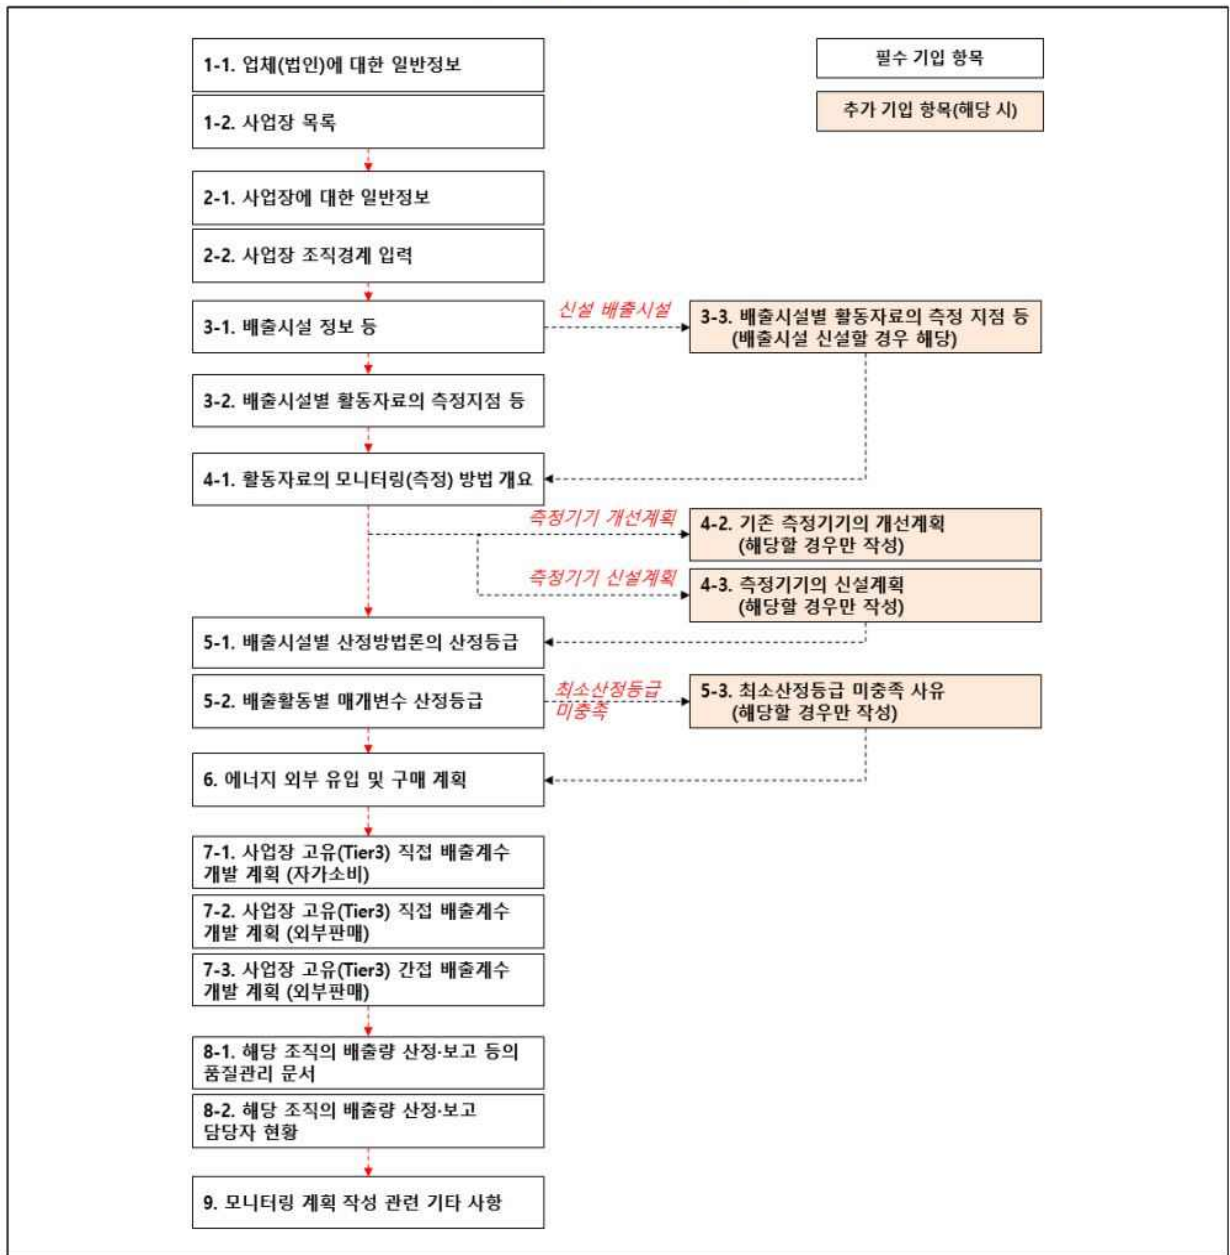 1-1. 업체(법인)에 대한 일반정보
필수 기입 항목
추가 기입 항목(해당 시)
1-2. 사업장 목록
2-1. 사업장에 대한 일반정보
2-2. 사업장 조직경계 입력
3-1. 배출시설 정보 등
신설 배출시설
3-3. 배출시설별 활동자료의 측정 지점 등
(배출시설 신설할 경우 해당)
3-2. 배출시설별 활동자료의 측정지점 등
4-1. 활동자료의 모니터링(측정) 방법 개요
측정기기 개선계획
4-2. 기존 측정기기의 개선계획
(해당할 경우만 작성)
측정기기 신설계획
4-3. 측정기기의 신설계획
(해당할 경우만 작성)
5-1. 배출시설별 산정방법론의 산정등급
5-2. 배출활동별 매개변수 산정등급
최소산정등급
미충족
5-3. 최소산정등급 미충족 사유
(해당할 경우만 작성)
6. 에너지 외부 유입 및 구매 계획
7-1. 사업장 고유(Tier3) 직접 배출계수
개발 계획 (자가소비)
7-2. 사업장 고유(Tier3) 직접 배출계수
개발 계획 (외부판매)
7-3. 사업장 고유(Tier3) 간접 배출계수
개발 계획 (외부판매)
8-1. 해당 조직의 배출량 산정·보고 등의
품질관리 문서
8-2. 해당 조직의 배출량 산정·보고
담당자 현황
9. 모니터링 계획 작성 관련 기타 사항